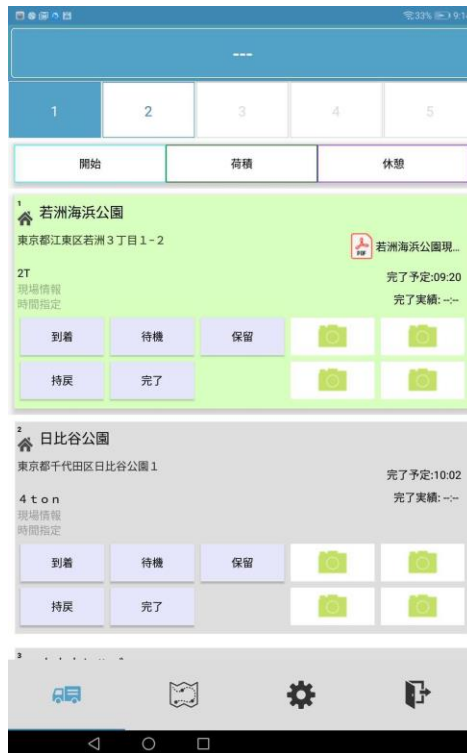 33% 9:1
---
1 2 3 4 5
開始 荷積 休憩
1
若洲海浜公園
東京都江東区若洲3丁目1-2
PDF 若洲海浜公園現...
2T
完了予定:09:20
現場情報
完了実績: --:--
時間指定
到着 待機 保留
持戻 完了
2
日比谷公園
東京都千代田区日比谷公園1
完了予定:10:02
4ton
完了実績: --:--
現場情報
時間指定
到着 待機 保留
持戻 完了
3